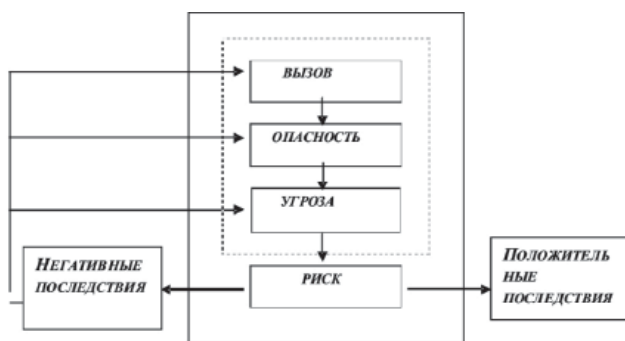 ВЫЗОВ
ОПАСНОСТЬ
УГРОЗА
НЕГАТИВНЫЕ
ПОСЛЕДСТВИЯ
РИСК
ПОЛОЖИТЕЛЬ
НЫЕ
ПОСЛЕДСТВИЯ